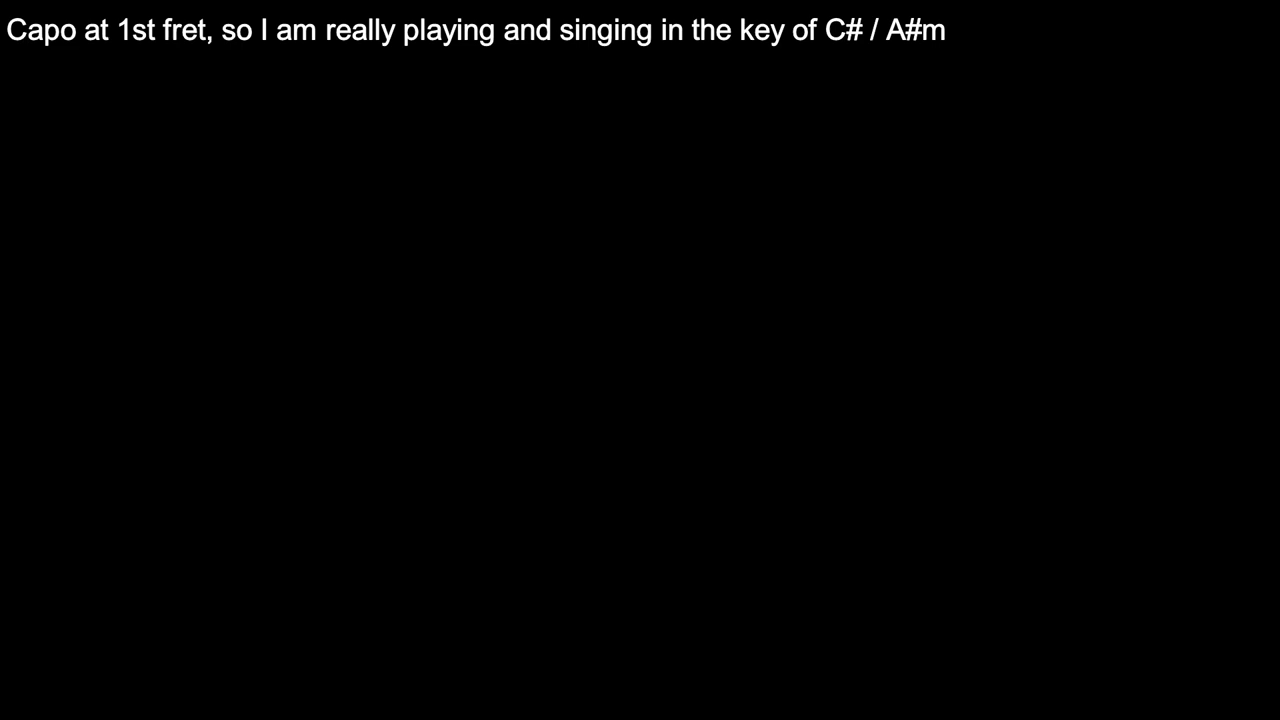 Capo at 1st fret, so I am really playing and singing in the key of C# / A#m